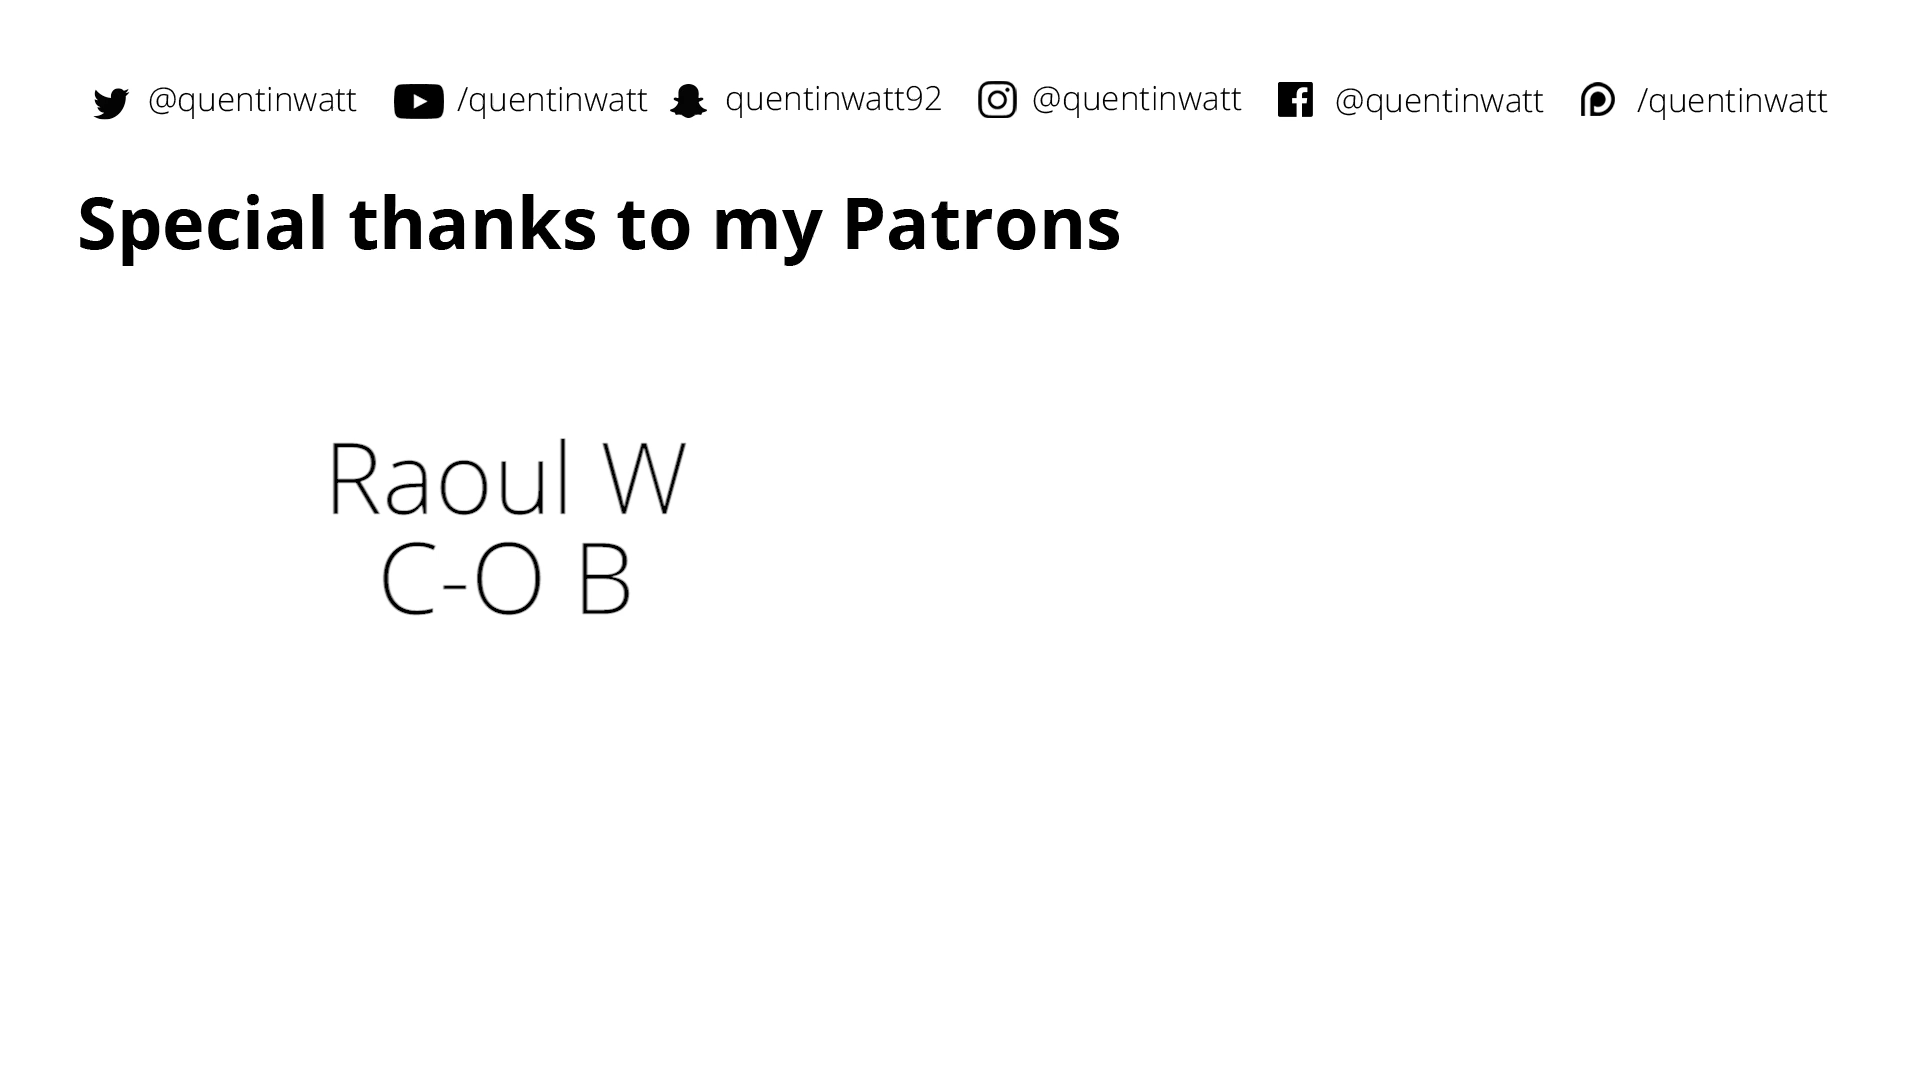 @quentinwatt /quentinwatt quentinwatt92 @quentinwatt @quentinwatt /quentinwatt
Special thanks to my Patrons
Raoul W
C-O B